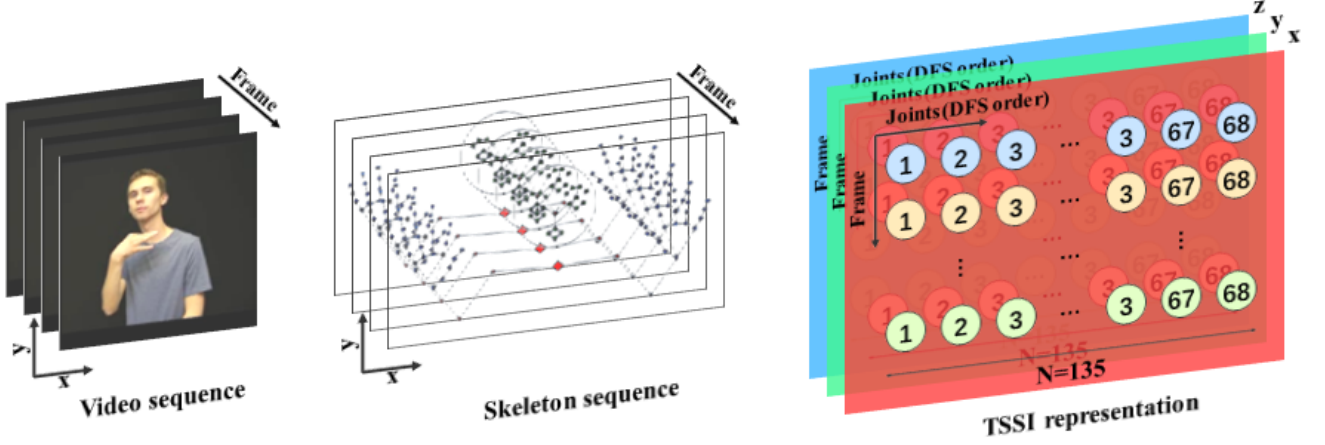 Frame
y
x
Video sequence
Frame
y
x
Skeleton sequence
z
y
x
Joints(DFS order)
Joints(DFS order)
Joints(DFS order)
Frame
Frame
Frame
1 2 3 ... 3 67 68
1 2 3 ... 3 67 68
...
1 2 3 ... 3 67 68
N=135
N=135
TSSI representation